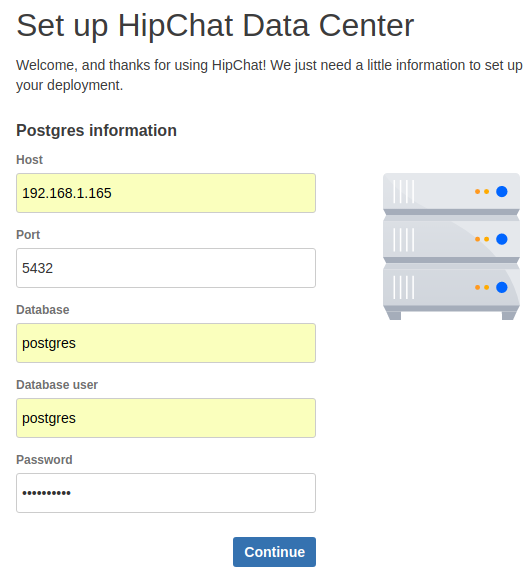 Set up HipChat Data Center
Welcome, and thanks for using HipChat! We just need a little information to set up
your deployment.
Postgres information
Host
192.168.1.165
Port
5432
Database
postgres
Database user
postgres
Password
••••••••••
Continue